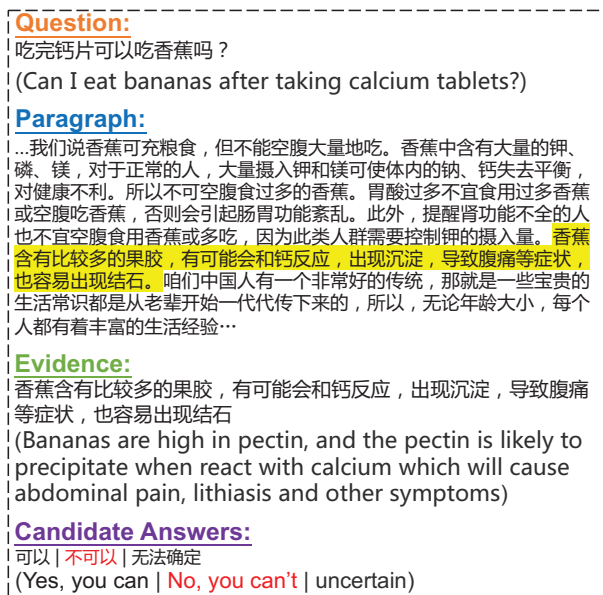 Question:
吃完钙片可以吃香蕉吗？
(Can I eat bananas after taking calcium tablets?)
Paragraph:
...我们说香蕉可充粮食，但不能空腹大量地吃。香蕉中含有大量的钾、
磷、镁，对于正常的人，大量摄入钾和镁可使体内的钠、钙失去平衡，
对健康不利。所以不可空腹食过多的香蕉。胃酸过多不宜食用过多香蕉
或空腹吃香蕉，否则会引起肠胃功能紊乱。此外，提醒肾功能不全的人
也不宜空腹食用香蕉或多吃，因为此类人群需要控制钾的摄入量。香蕉
含有比较多的果胶，有可能会和钙反应，出现沉淀，导致腹痛等症状，
也容易出现结石。咱们中国人有一个非常好的传统，那就是一些宝贵的
生活常识都是从老辈开始一代代传下来的，所以，无论年龄大小，每个
人都有着丰富的生活经验…
Evidence:
香蕉含有比较多的果胶，有可能会和钙反应，出现沉淀，导致腹痛
等症状，也容易出现结石
(Bananas are high in pectin, and the pectin is likely to
precipitate when react with calcium which will cause
abdominal pain, lithiasis and other symptoms)
Candidate Answers:
可以 | 不可以 | 无法确定
(Yes, you can | No, you can't | uncertain)